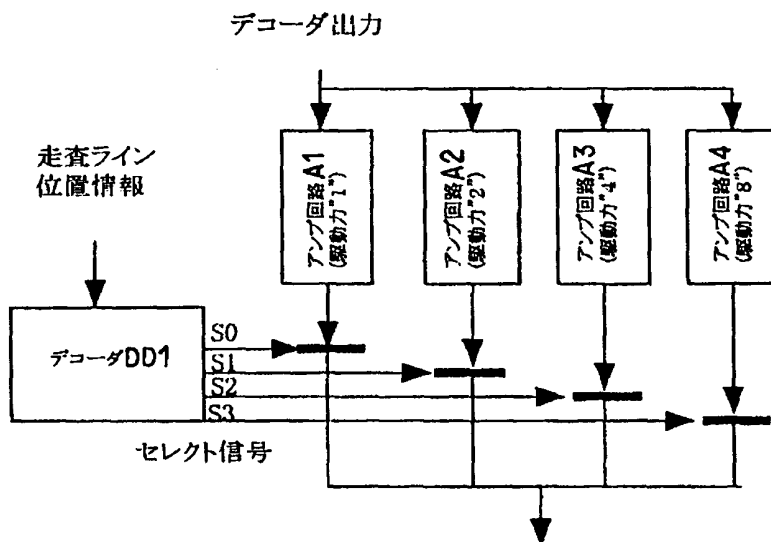 デコーダ出力
走査ライン
位置情報
アンプ回路A1
(駆動力"1")
アンプ回路A2
(駆動力"2")
アンプ回路A3
(駆動力"4")
アンプ回路A4
(駆動力"8")
デコーダDD1
S0
S1
S2
S3
セレクト信号